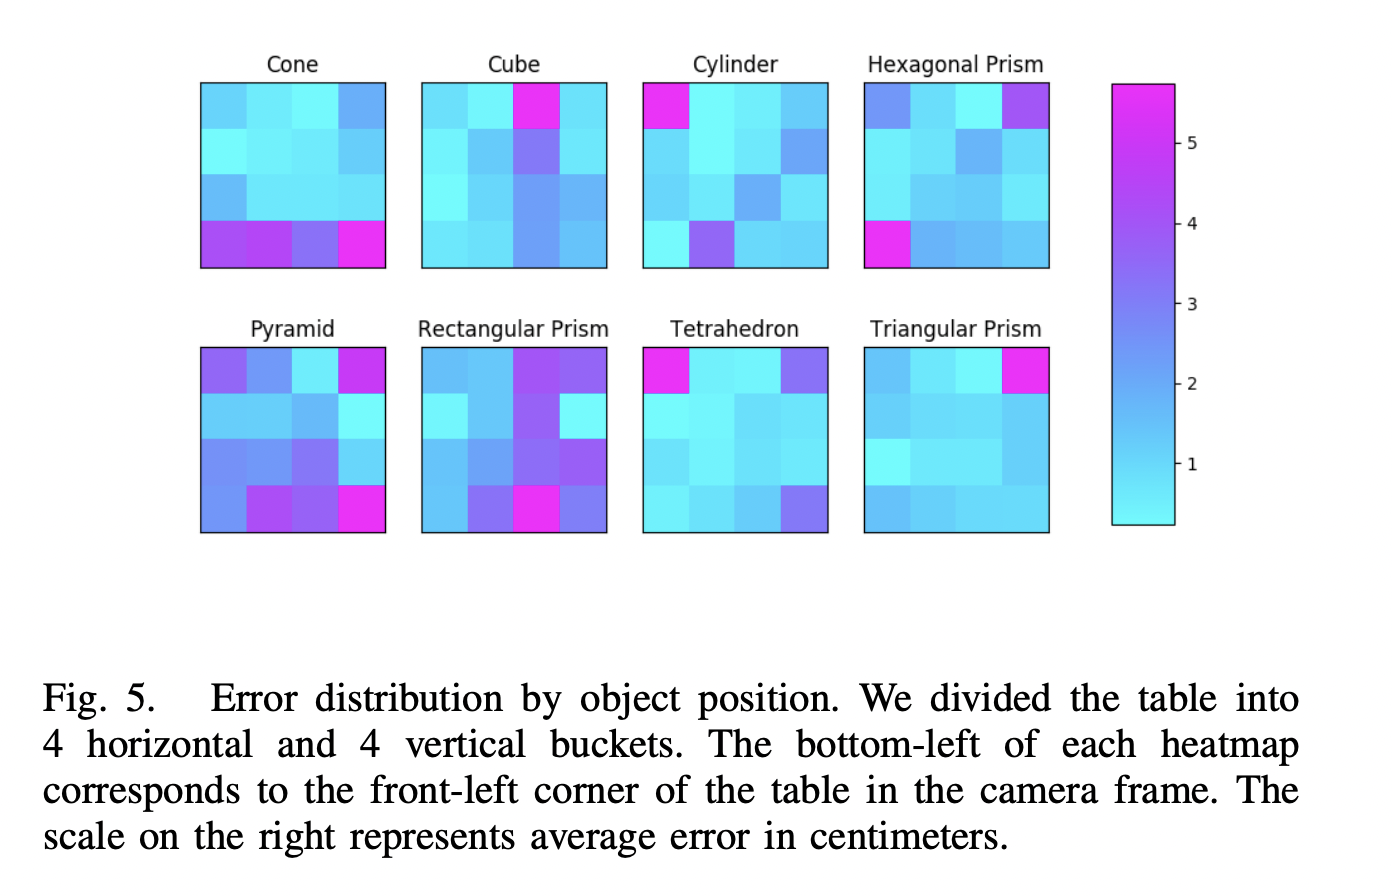 Cone Cube Cylinder Hexagonal Prism
5
4
3
Pyramid Rectangular Prism Tetrahedron Triangular Prism
2
1
Fig. 5. Error distribution by object position. We divided the table into
4 horizontal and 4 vertical buckets. The bottom-left of each heatmap
corresponds to the front-left corner of the table in the camera frame. The
scale on the right represents average error in centimeters.